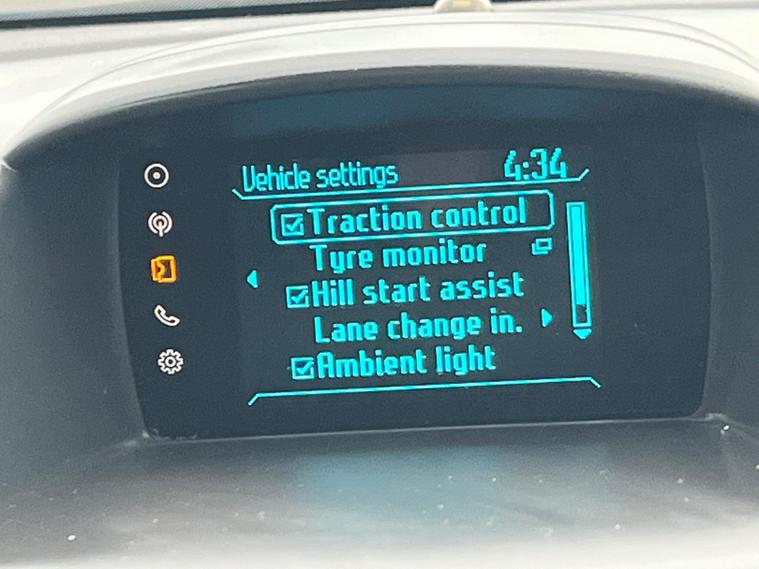 Vehicle settings 4:34
Traction control
Tyre monitor
Hill start assist
Lane change in.
Ambient light